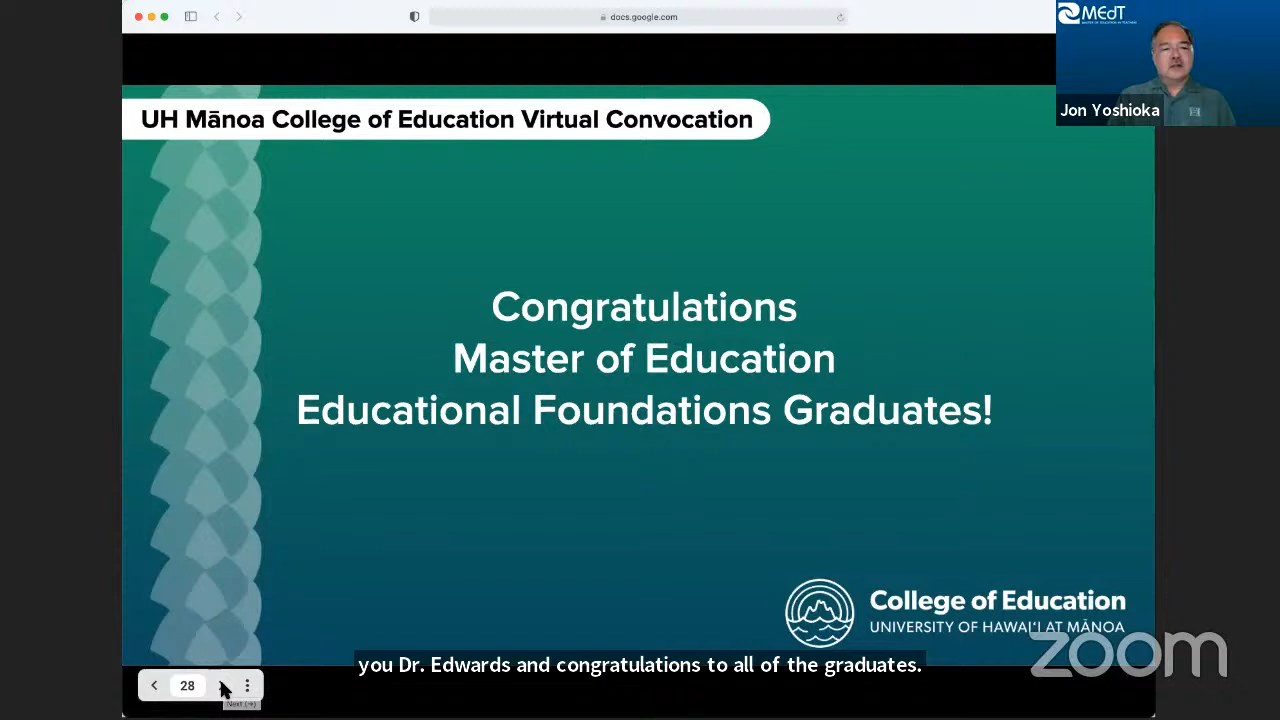 docs.google.com
MEdT
MASTER OF EDUCATION IN TEACHING
Jon Yoshioka
UH Mānoa College of Education Virtual Convocation
Congratulations
Master of Education
Educational Foundations Graduates!
College of Education
UNIVERSITY OF HAWAIʻI AT MĀNOA
zoom
you Dr. Edwards and congratulations to all of the graduates.
28
Next (→)